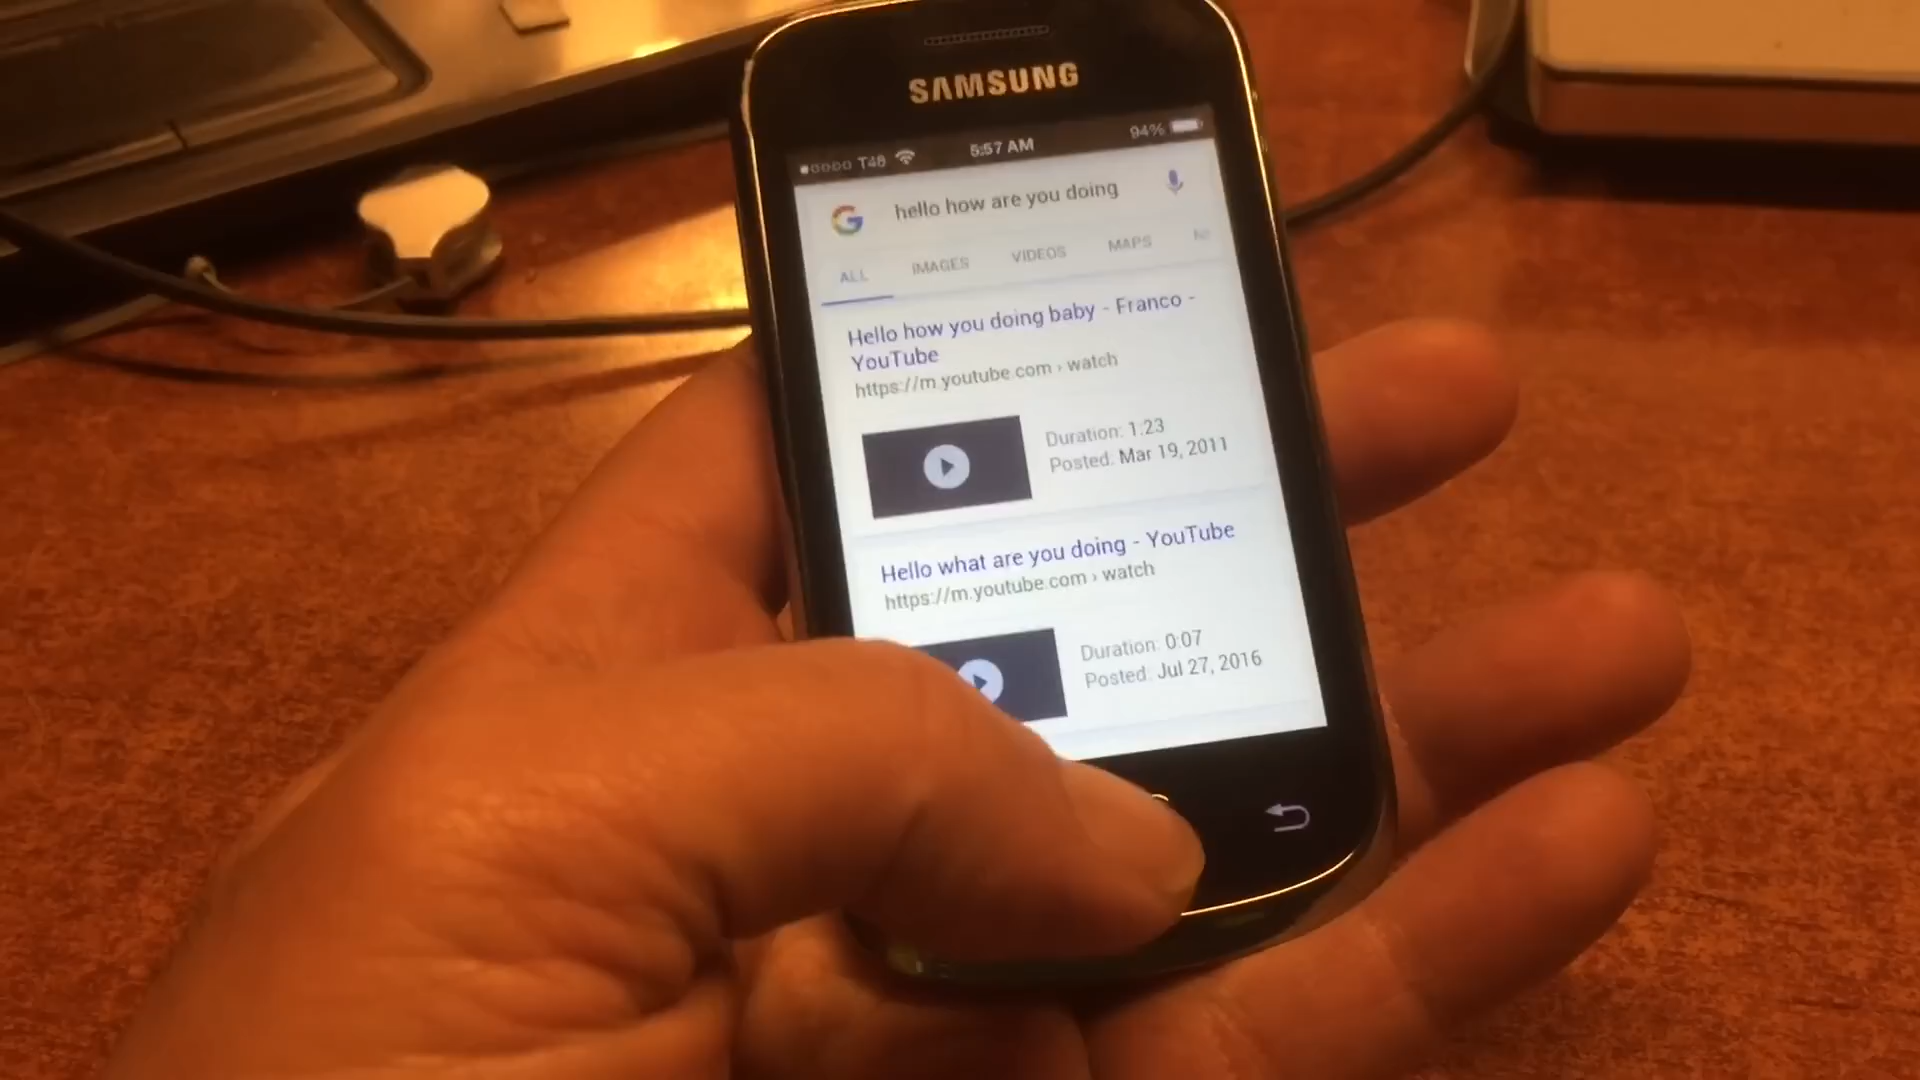 SAMSUNG
T48 5:57 AM 94%
hello how are you doing
ALL IMAGES VIDEOS MAPS
Hello how you doing baby - Franco -
YouTube
https://m.youtube.com › watch
Duration: 1:23
Posted: Mar 19, 2011
Hello what are you doing - YouTube
https://m.youtube.com › watch
Duration: 0:07
Posted: Jul 27, 2016